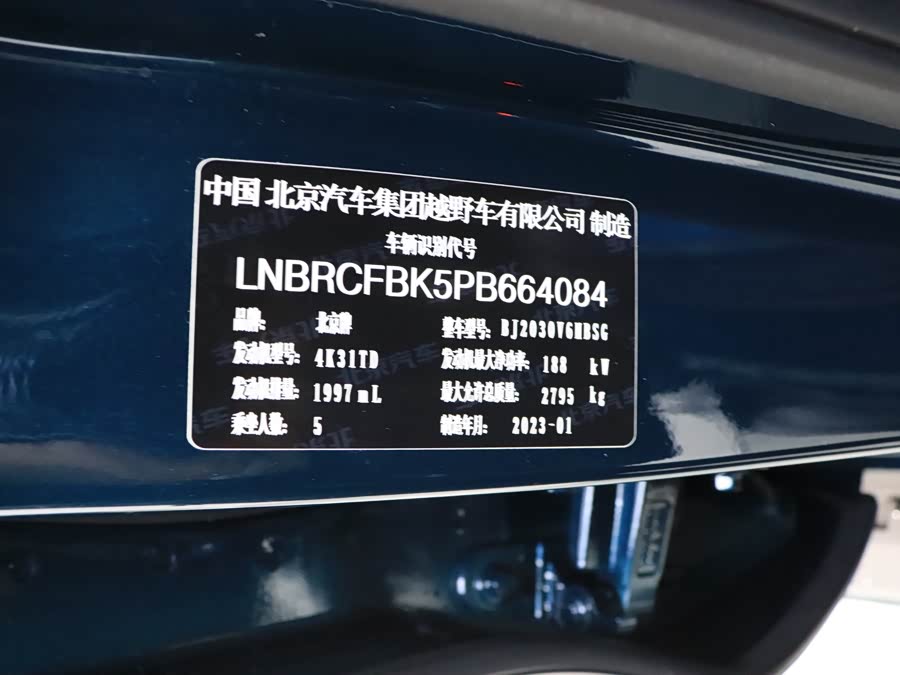 中国 北京汽车集团越野车有限公司 制造
车辆识别代号
LNBRCFBK5PB664084
品牌: 北京牌 整车型号: BJ2030V6MBSG
发动机型号: 4K31TD 发动机最大净功率: 188 kW
发动机排量: 1997 mL 最大允许总质量: 2795 kg
乘坐人数: 5 制造年月: 2023-01